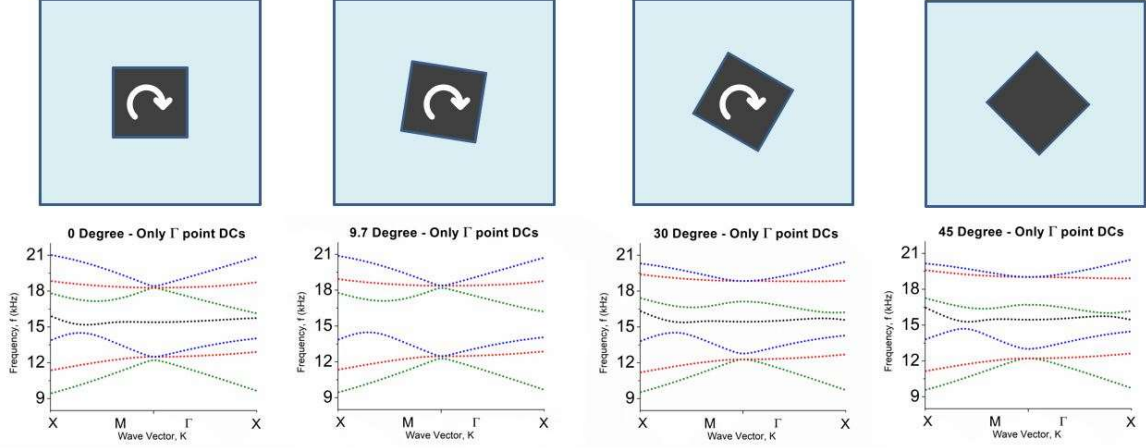 0 Degree - Only Γ point DCs
Frequency, f (kHz)
21
18
15
12
9
X M Γ X
Wave Vector, K
9.7 Degree - Only Γ point DCs
Frequency, f (kHz)
21
18
15
12
9
X M Γ X
Wave Vector, K
30 Degree - Only Γ point DCs
Frequency, f (kHz)
21
18
15
12
9
X M Γ X
Wave Vector, K
45 Degree - Only Γ point DCs
Frequency, f (kHz)
21
18
15
12
9
X M Γ X
Wave Vector, K